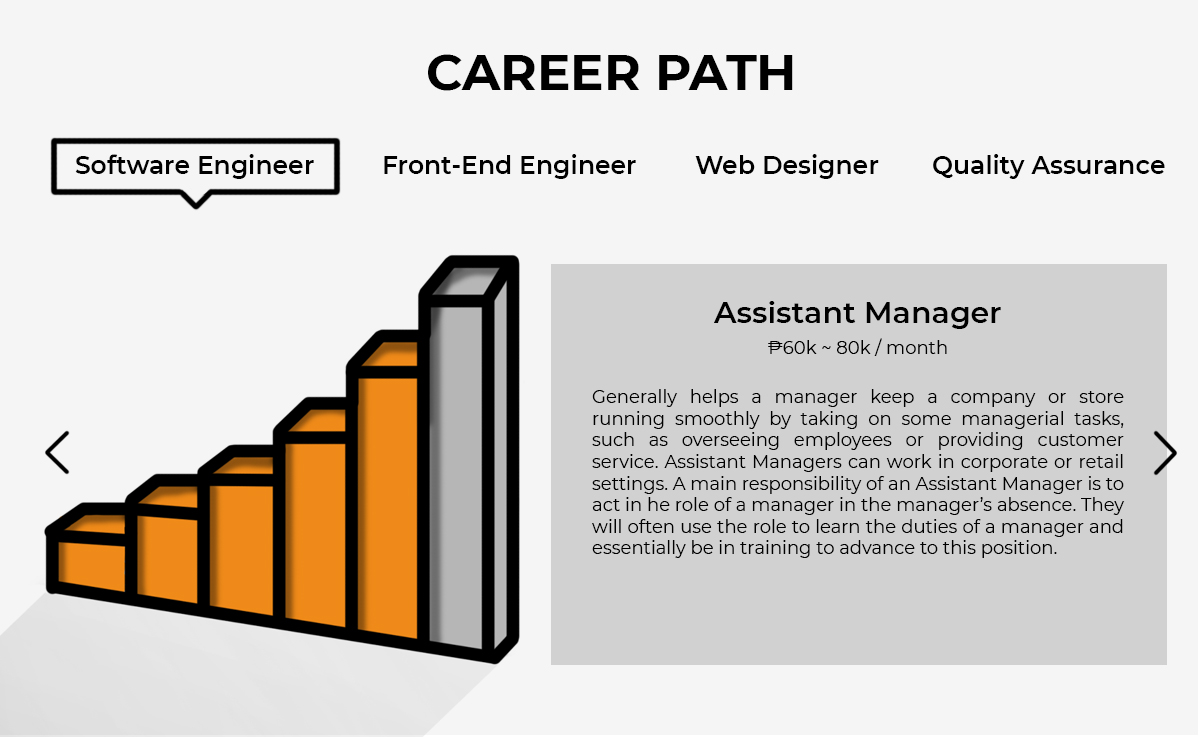 CAREER PATH
Software Engineer
Front-End Engineer
Web Designer
Quality Assurance
Assistant Manager
₱60k ~ 80k / month
Generally helps a manager keep a company or store
running smoothly by taking on some managerial tasks,
such as overseeing employees or providing customer
service. Assistant Managers can work in corporate or retail
settings. A main responsibility of an Assistant Manager is to
act in he role of a manager in the manager’s absence. They
will often use the role to learn the duties of a manager and
essentially be in training to advance to this position.